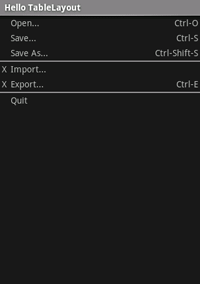 Hello TableLayout
Open... Ctrl-O
Save... Ctrl-S
Save As... Ctrl-Shift-S
X Import...
X Export... Ctrl-E
Quit